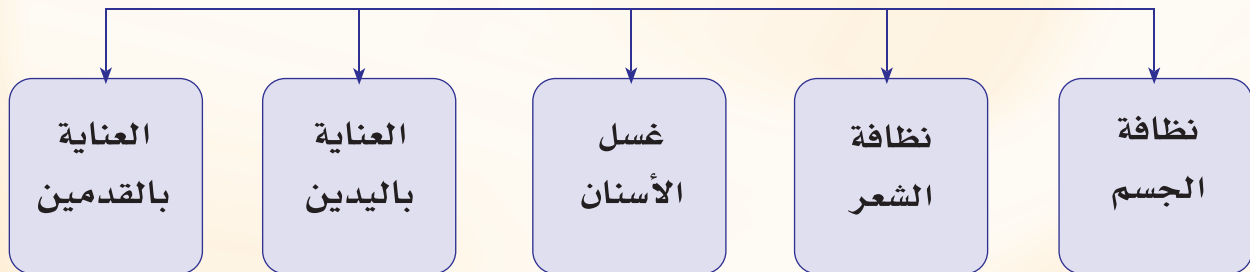 نظافة
الجسم
نظافة
الشعر
غسل
الأسنان
العناية
باليدين
العناية
بالقدمين